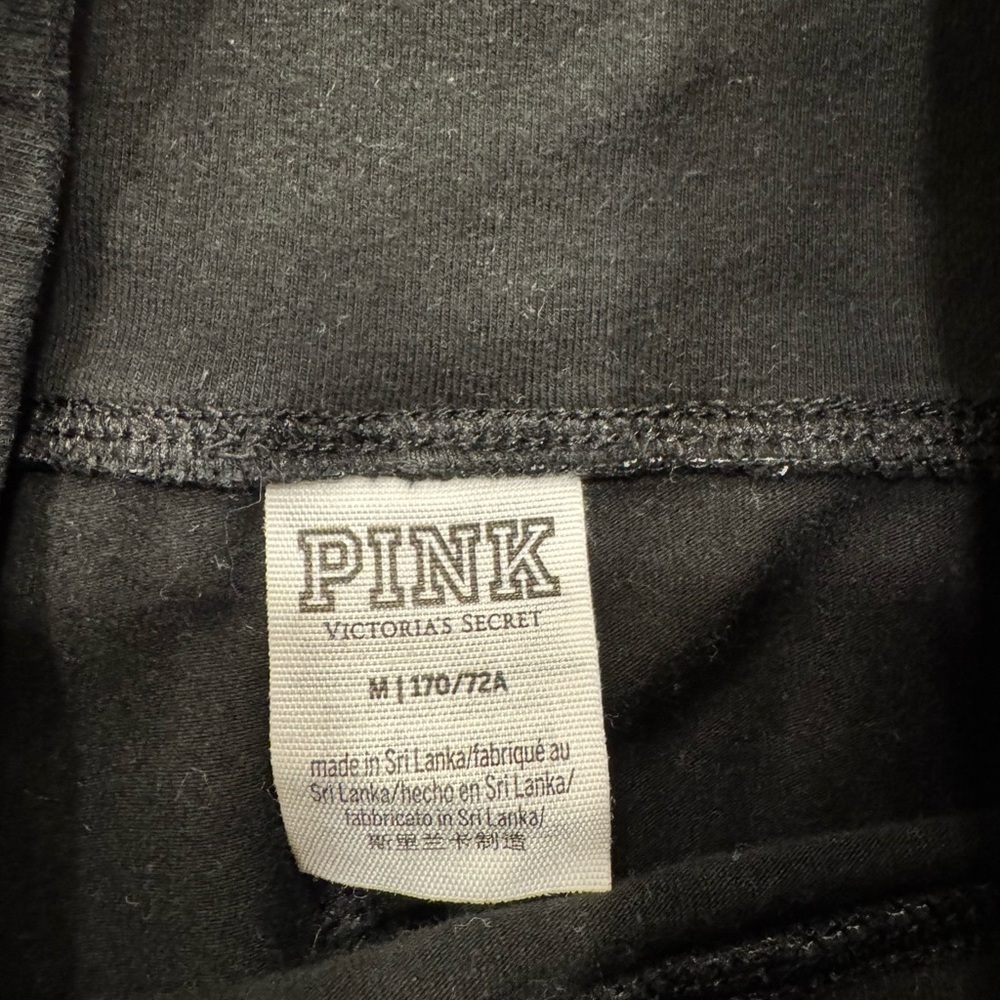 PINK
VICTORIA'S SECRET
M | 170/72A
made in Sri Lanka/fabriqué au
Sri Lanka/hecho en Sri Lanka/
fabbricato in Sri Lanka/
斯里兰卡制造